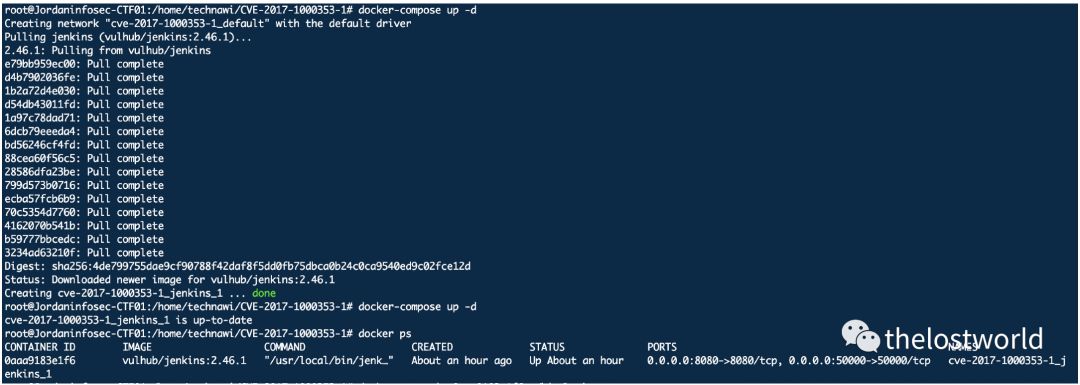 root@Jordaninfosec-CTF01:/home/technawi/CVE-2017-1000353-1# docker-compose up -d
Creating network "cve-2017-1000353-1_default" with the default driver
Pulling jenkins (vulhub/jenkins:2.46.1)...
2.46.1: Pulling from vulhub/jenkins
e79bb959ec00: Pull complete
d4b7902036fe: Pull complete
1b2a72d4e030: Pull complete
d54db43011fd: Pull complete
1a97c78dad71: Pull complete
6dcb79eeeda4: Pull complete
bd56246cf4fd: Pull complete
88cea60f56c5: Pull complete
28586dfa23be: Pull complete
799d573b0716: Pull complete
ecba57fcb6b9: Pull complete
70c5354d7760: Pull complete
4162070b541b: Pull complete
b59777bbcedc: Pull complete
3234ad63210f: Pull complete
Digest: sha256:4de799755dae9cf90788f42daf8f5dd0fb75dbca0b24c0ca9540ed9c02fce12d
Status: Downloaded newer image for vulhub/jenkins:2.46.1
Creating cve-2017-1000353-1_jenkins_1 ... done
root@Jordaninfosec-CTF01:/home/technawi/CVE-2017-1000353-1# docker-compose up -d
cve-2017-1000353-1_jenkins_1 is up-to-date
root@Jordaninfosec-CTF01:/home/technawi/CVE-2017-1000353-1# docker ps
CONTAINER ID IMAGE COMMAND CREATED STATUS PORTS NAMES
0aaa9183e1f6 vulhub/jenkins:2.46.1 "/usr/local/bin/jenk…" About an hour ago Up About an hour 0.0.0.0:8080->8080/tcp, 0.0.0.0:50000->50000/tcp cve-2017-1000353-1_j
enkins_1
thelostworld